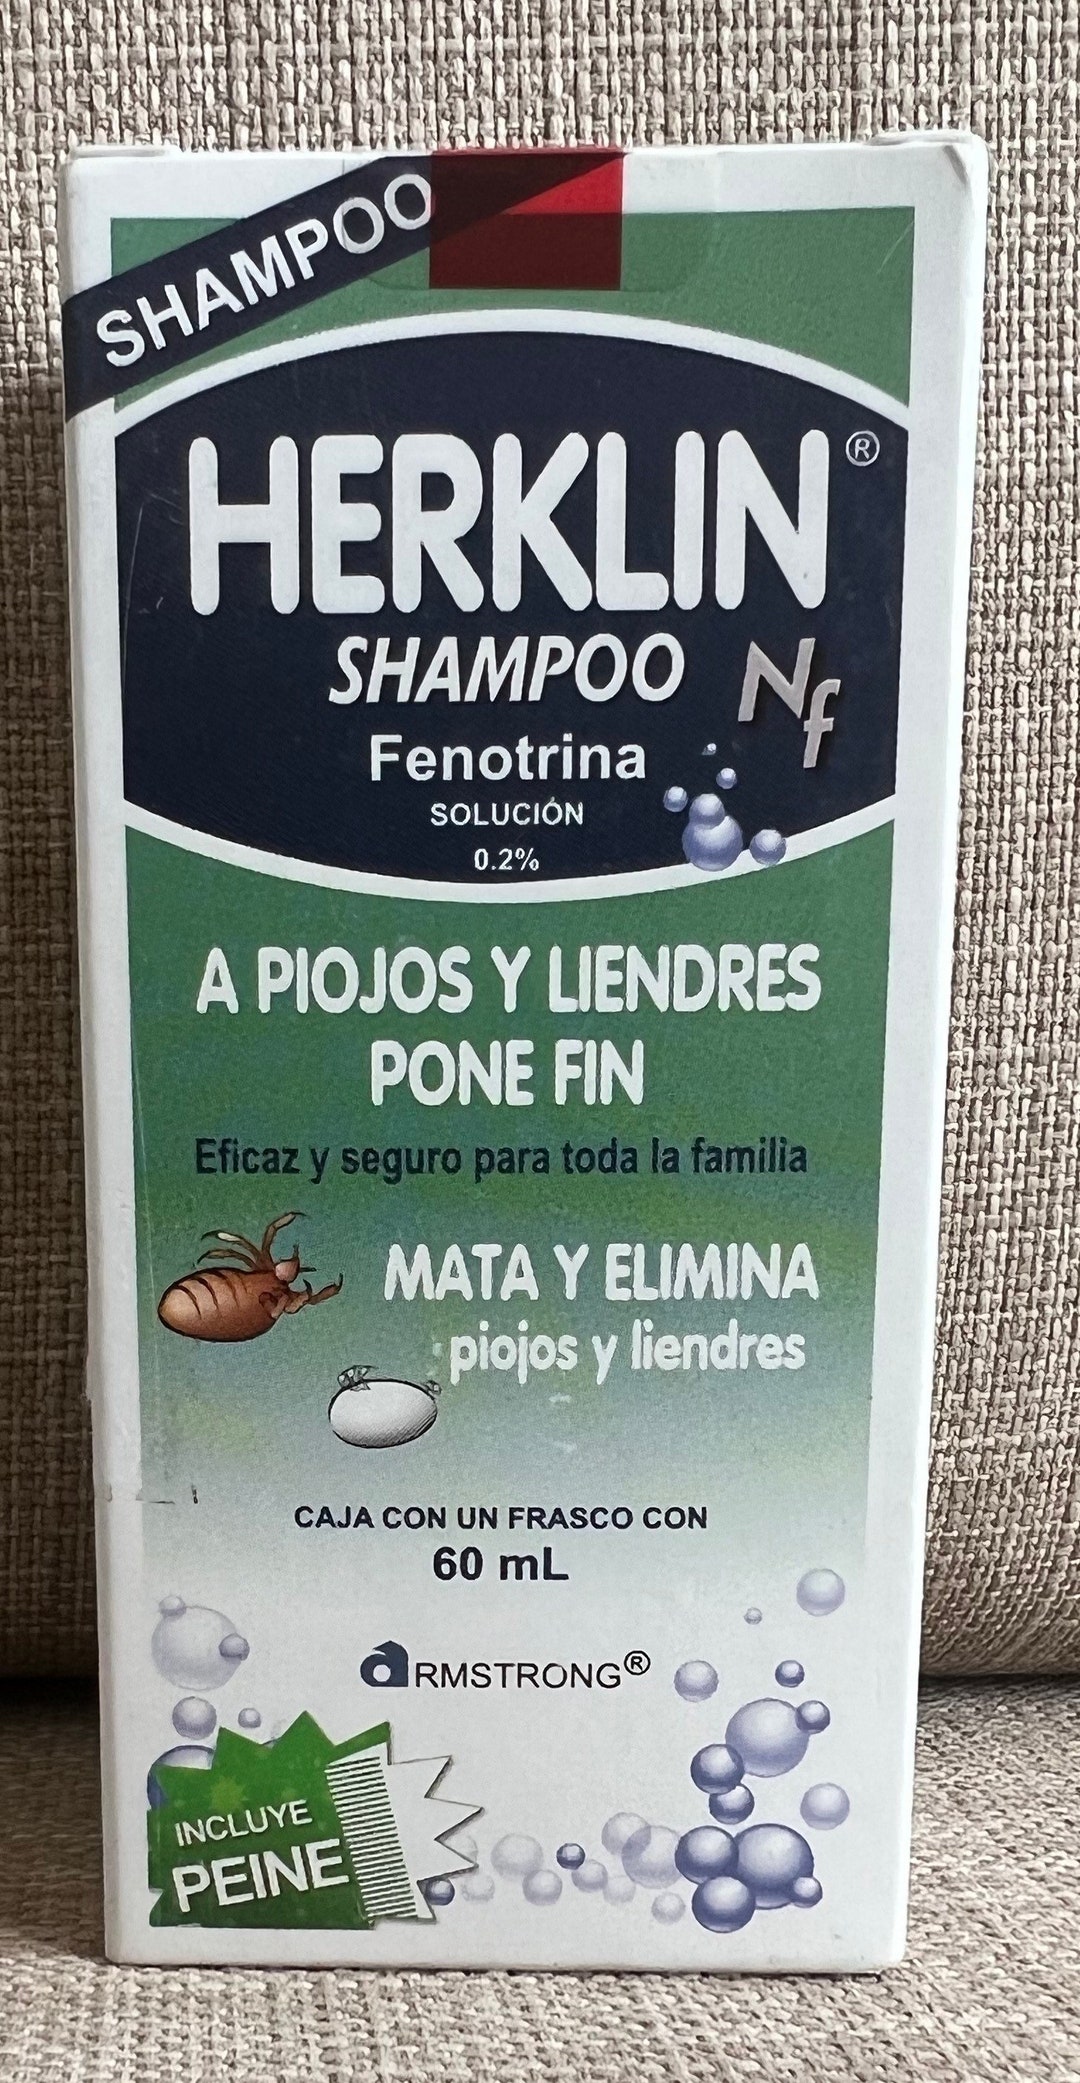 SHAMPOO
HERKLIN®
SHAMPOO Nf
Fenotrina
SOLUCIÓN
0.2%
A PIOJOS Y LIENDRES
PONE FIN
Eficaz y seguro para toda la familia
MATA Y ELIMINA
piojos y liendres
CAJA CON UN FRASCO CON
60 mL
aRMSTRONG®
INCLUYE
PEINE